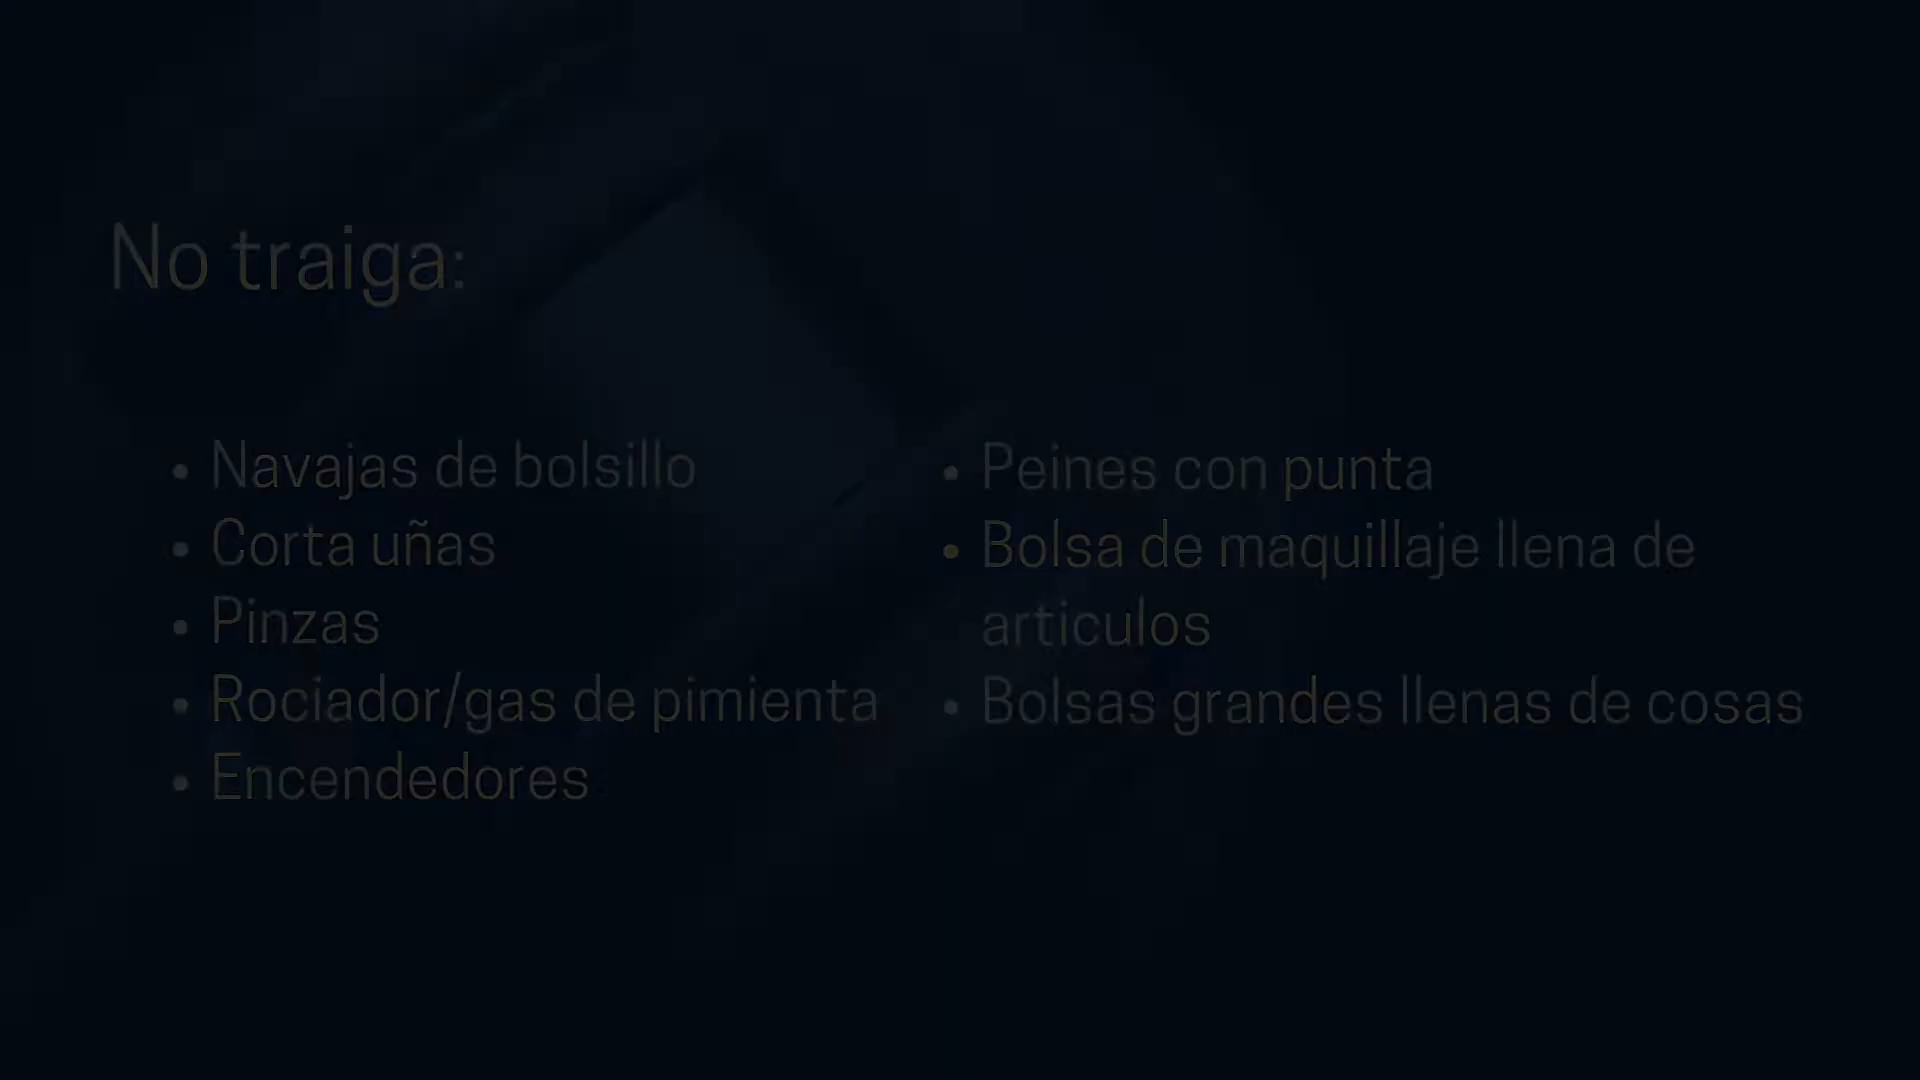 No traiga:
• Navajas de bolsillo
• Corta uñas
• Pinzas
• Rociador/gas de pimienta
• Encendedores
• Peines con punta
• Bolsa de maquillaje llena de
articulos
• Bolsas grandes llenas de cosas